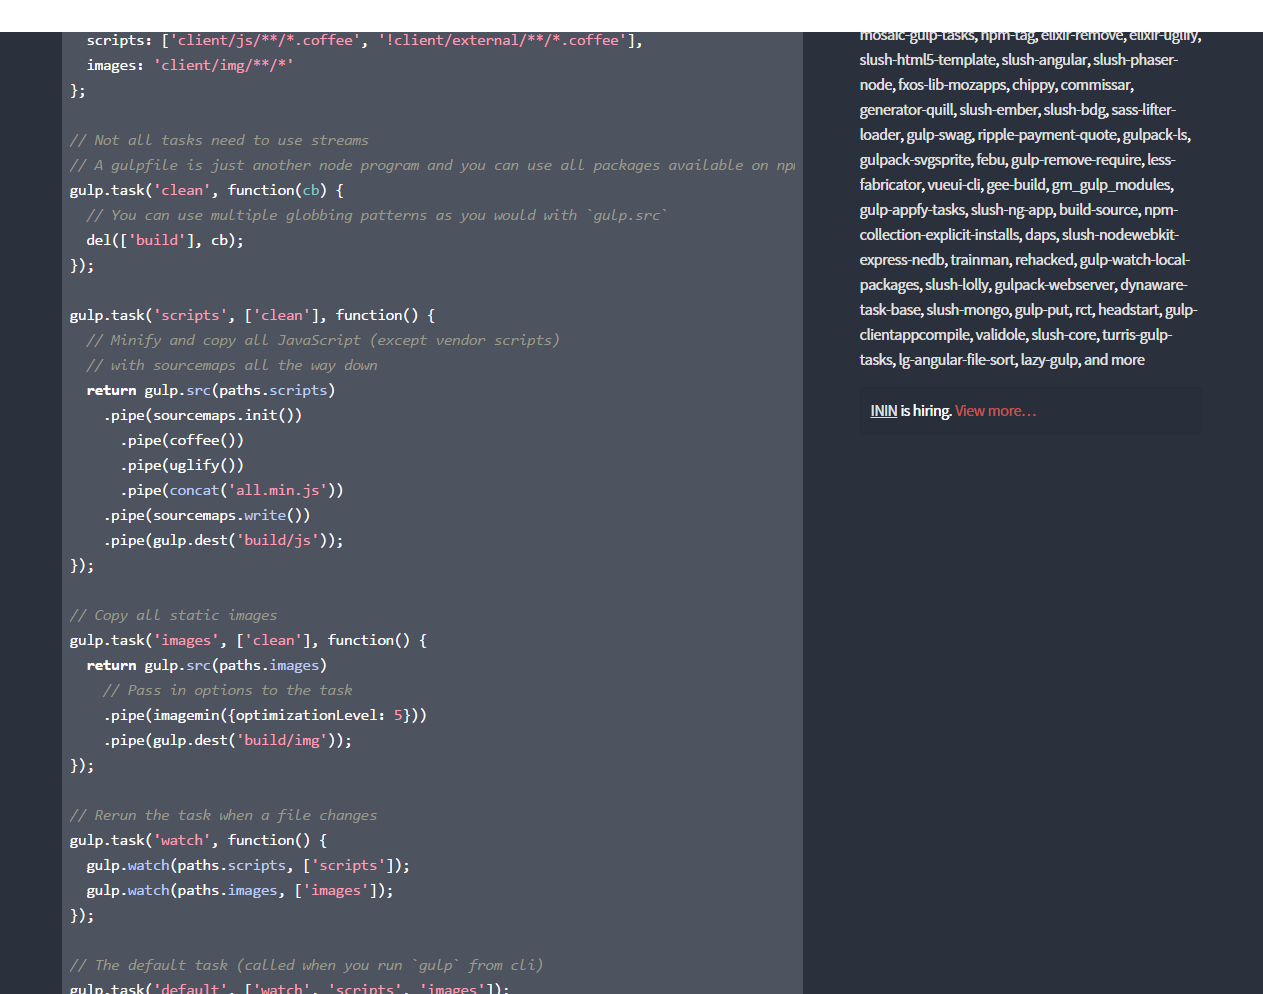 scripts: ['client/js/**/*.coffee', '!client/external/**/*.coffee'],
images: 'client/img/**/*'
};
// Not all tasks need to use streams
// A gulpfile is just another node program and you can use all packages available on npm
gulp.task('clean', function(cb) {
// You can use multiple globbing patterns as you would with `gulp.src`
del(['build'], cb);
});
gulp.task('scripts', ['clean'], function() {
// Minify and copy all JavaScript (except vendor scripts)
// with sourcemaps all the way down
return gulp.src(paths.scripts)
.pipe(sourcemaps.init())
.pipe(coffee())
.pipe(uglify())
.pipe(concat('all.min.js'))
.pipe(sourcemaps.write())
.pipe(gulp.dest('build/js'));
});
// Copy all static images
gulp.task('images', ['clean'], function() {
return gulp.src(paths.images)
// Pass in options to the task
.pipe(imagemin({optimizationLevel: 5}))
.pipe(gulp.dest('build/img'));
});
// Rerun the task when a file changes
gulp.task('watch', function() {
gulp.watch(paths.scripts, ['scripts']);
gulp.watch(paths.images, ['images']);
});
// The default task (called when you run `gulp` from cli)
gulp.task('default', ['watch', 'scripts', 'images']);
mosaic-gulp-tasks, npm-tag, elixir-remove, elixir-uglify,
slush-html5-template, slush-angular, slush-phaser-
node, fxos-lib-mozapps, chippy, commissar,
generator-quill, slush-ember, slush-bdg, sass-lifter-
loader, gulp-swag, ripple-payment-quote, gulpack-ls,
gulpack-svgsprite, febu, gulp-remove-require, less-
fabricator, vueui-cli, gee-build, gm_gulp_modules,
gulp-appfy-tasks, slush-ng-app, build-source, npm-
collection-explicit-installs, daps, slush-nodewebkit-
express-nedb, trainman, rehacked, gulp-watch-local-
packages, slush-lolly, gulpack-webserver, dynaware-
task-base, slush-mongo, gulp-put, rct, headstart, gulp-
clientappcompile, validole, slush-core, turris-gulp-
tasks, lg-angular-file-sort, lazy-gulp, and more
ININ is hiring. View more…